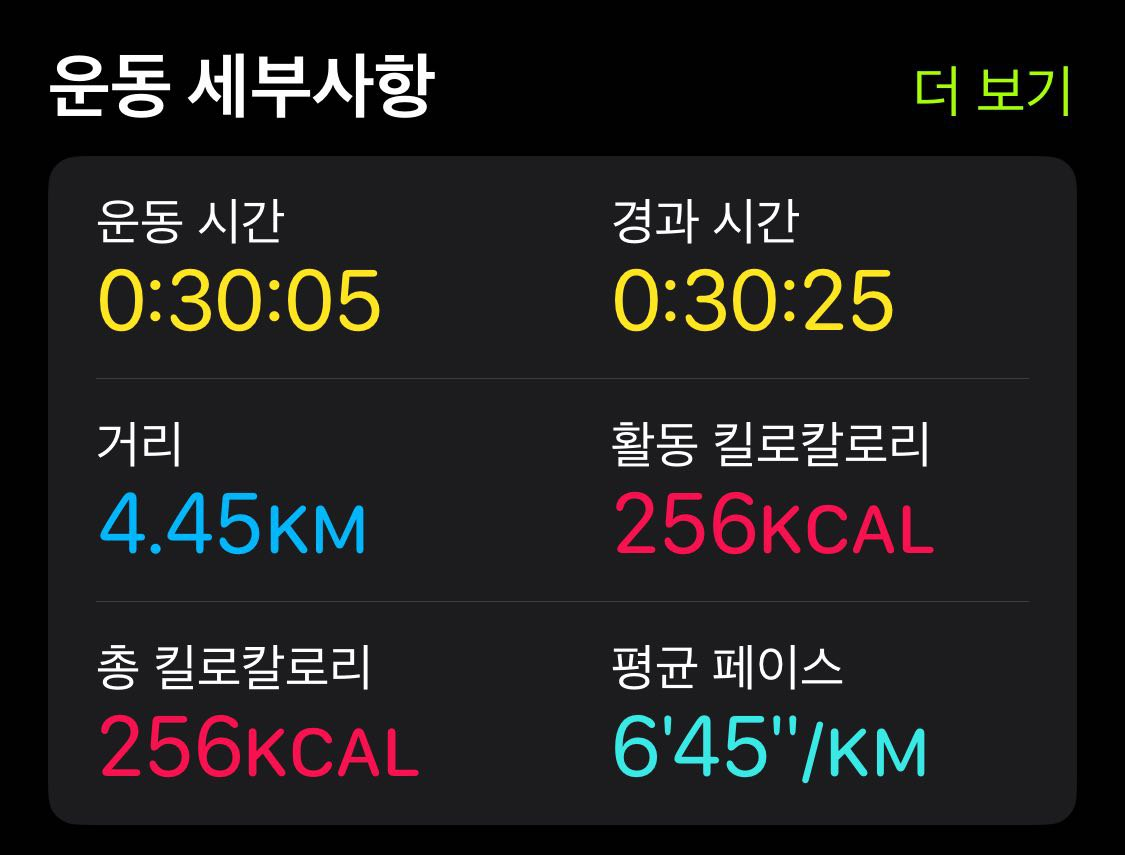 운동 세부사항 더 보기
운동 시간 경과 시간
0:30:05 0:30:25
거리 활동 킬로칼로리
4.45KM 256KCAL
총 킬로칼로리 평균 페이스
256KCAL 6'45"/KM